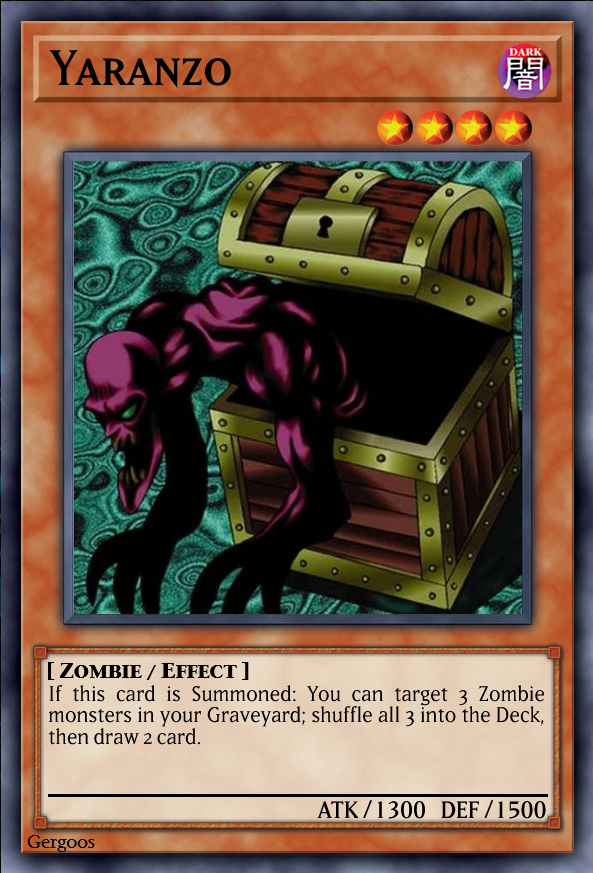 YARANZO
DARK
闇
[ ZOMBIE / EFFECT ]
If this card is Summoned: You can target 3 Zombie
monsters in your Graveyard; shuffle all 3 into the Deck,
then draw 2 card.
ATK / 1300 DEF / 1500
Gergoos